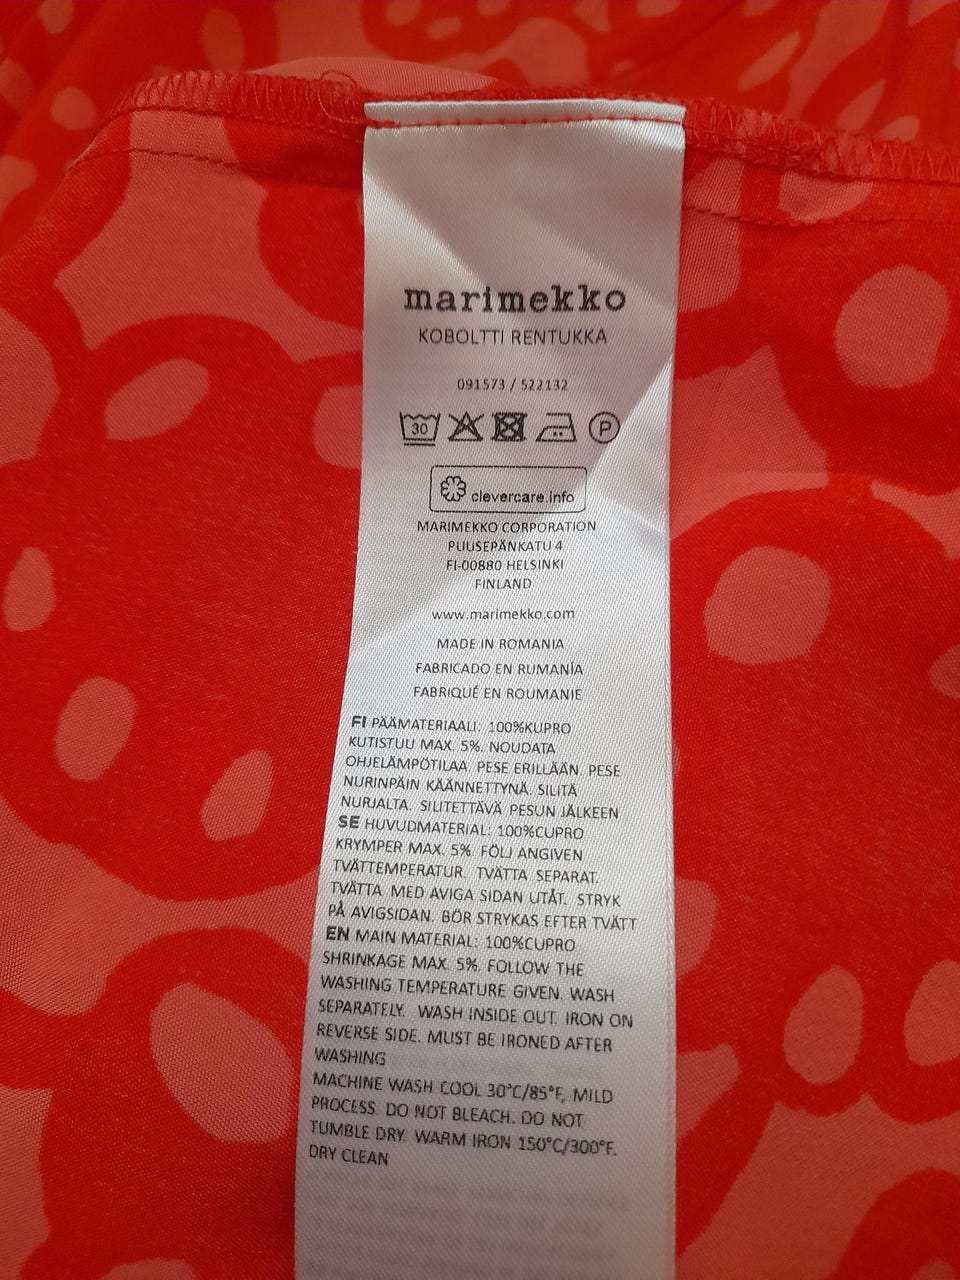 marimekko
KOBOLTTI RENTUKKA
091573 / 522132
30
P
clevercare.info
MARIMEKKO CORPORATION
PUUSEPÄNKATU 4
FI-00880 HELSINKI
FINLAND
www.marimekko.com
MADE IN ROMANIA
FABRICADO EN RUMANÍA
FABRIQUÉ EN ROUMANIE
FI PÄÄMATERIAALI: 100%KUPRO
KUTISTUU MAX. 5%. NOUDATA
OHJELÄMPÖTILAA. PESE ERILLÄÄN. PESE
NURINPÄIN KÄÄNNETTYNÄ. SILITÄ
NURJALTA. SILITETTÄVÄ PESUN JÄLKEEN
SE HUVUDMATERIAL: 100%CUPRO
KRYMPER MAX. 5%. FÖLJ ANGIVEN
TVÄTTEMPERATUR. TVÄTTA SEPARAT.
TVÄTTA MED AVIGA SIDAN UTÅT. STRYK
PÅ AVIGSIDAN. BÖR STRYKAS EFTER TVÄTT
EN MAIN MATERIAL: 100%CUPRO
SHRINKAGE MAX. 5%. FOLLOW THE
WASHING TEMPERATURE GIVEN. WASH
SEPARATELY. WASH INSIDE OUT. IRON ON
REVERSE SIDE. MUST BE IRONED AFTER
WASHING
MACHINE WASH COOL 30°C/85°F, MILD
PROCESS. DO NOT BLEACH. DO NOT
TUMBLE DRY. WARM IRON 150°C/300°F.
DRY CLEAN